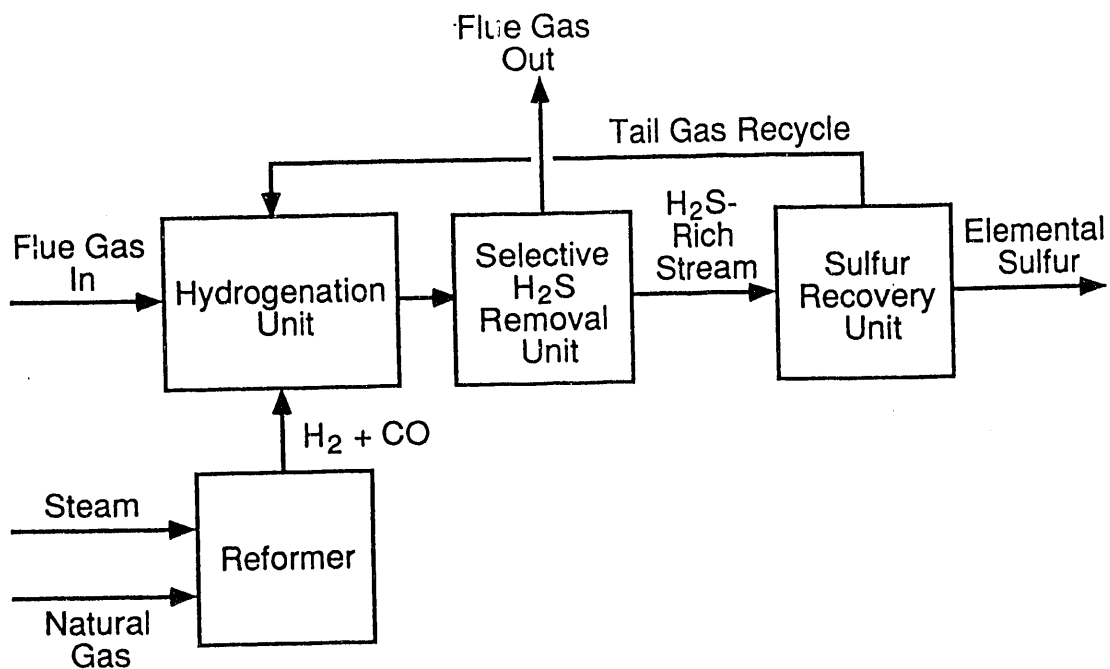 Flue Gas
Out
Tail Gas Recycle
Flue Gas
In
Hydrogenation
Unit
Selective
H₂S
Removal
Unit
H₂S-
Rich
Stream
Sulfur
Recovery
Unit
Elemental
Sulfur
H₂ + CO
Steam
Reformer
Natural
Gas